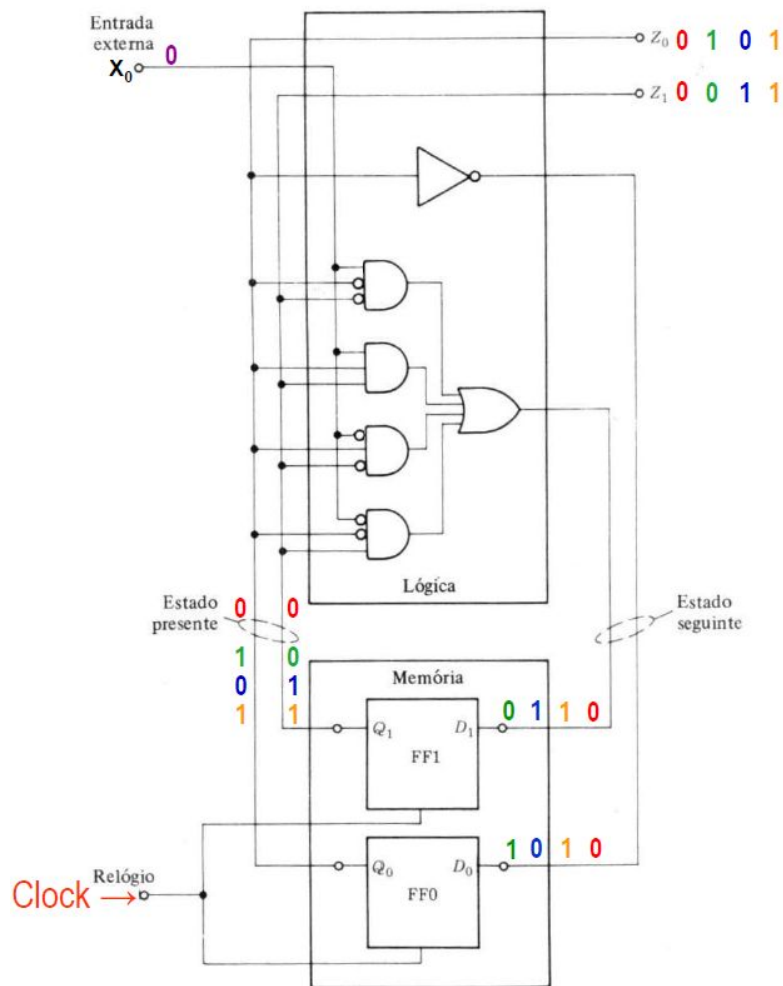 Entrada
externa
X₀ 0
Z₀ 0 1 0 1
Z₁ 0 0 1 1
Lógica
Estado
presente
0 0
1 0
0 1
1 1
Estado
seguinte
Memória
Q₁ D₁
FF1
0 1 1 0
Q₀ D₀
FF0
1 0 1 0
Relógio
Clock →